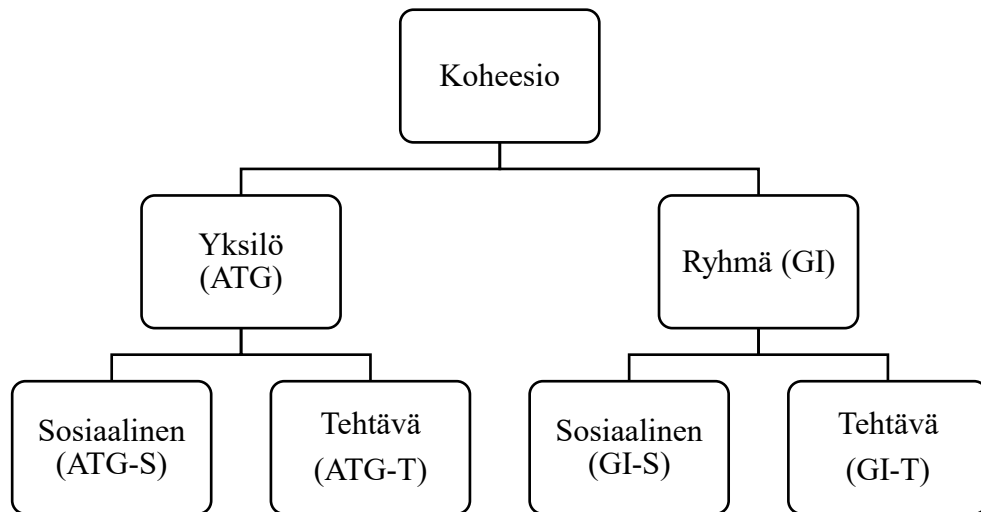 Koheesio
Yksilö
(ATG)
Ryhmä (GI)
Sosiaalinen
(ATG-S)
Tehtävä
(ATG-T)
Sosiaalinen
(GI-S)
Tehtävä
(GI-T)